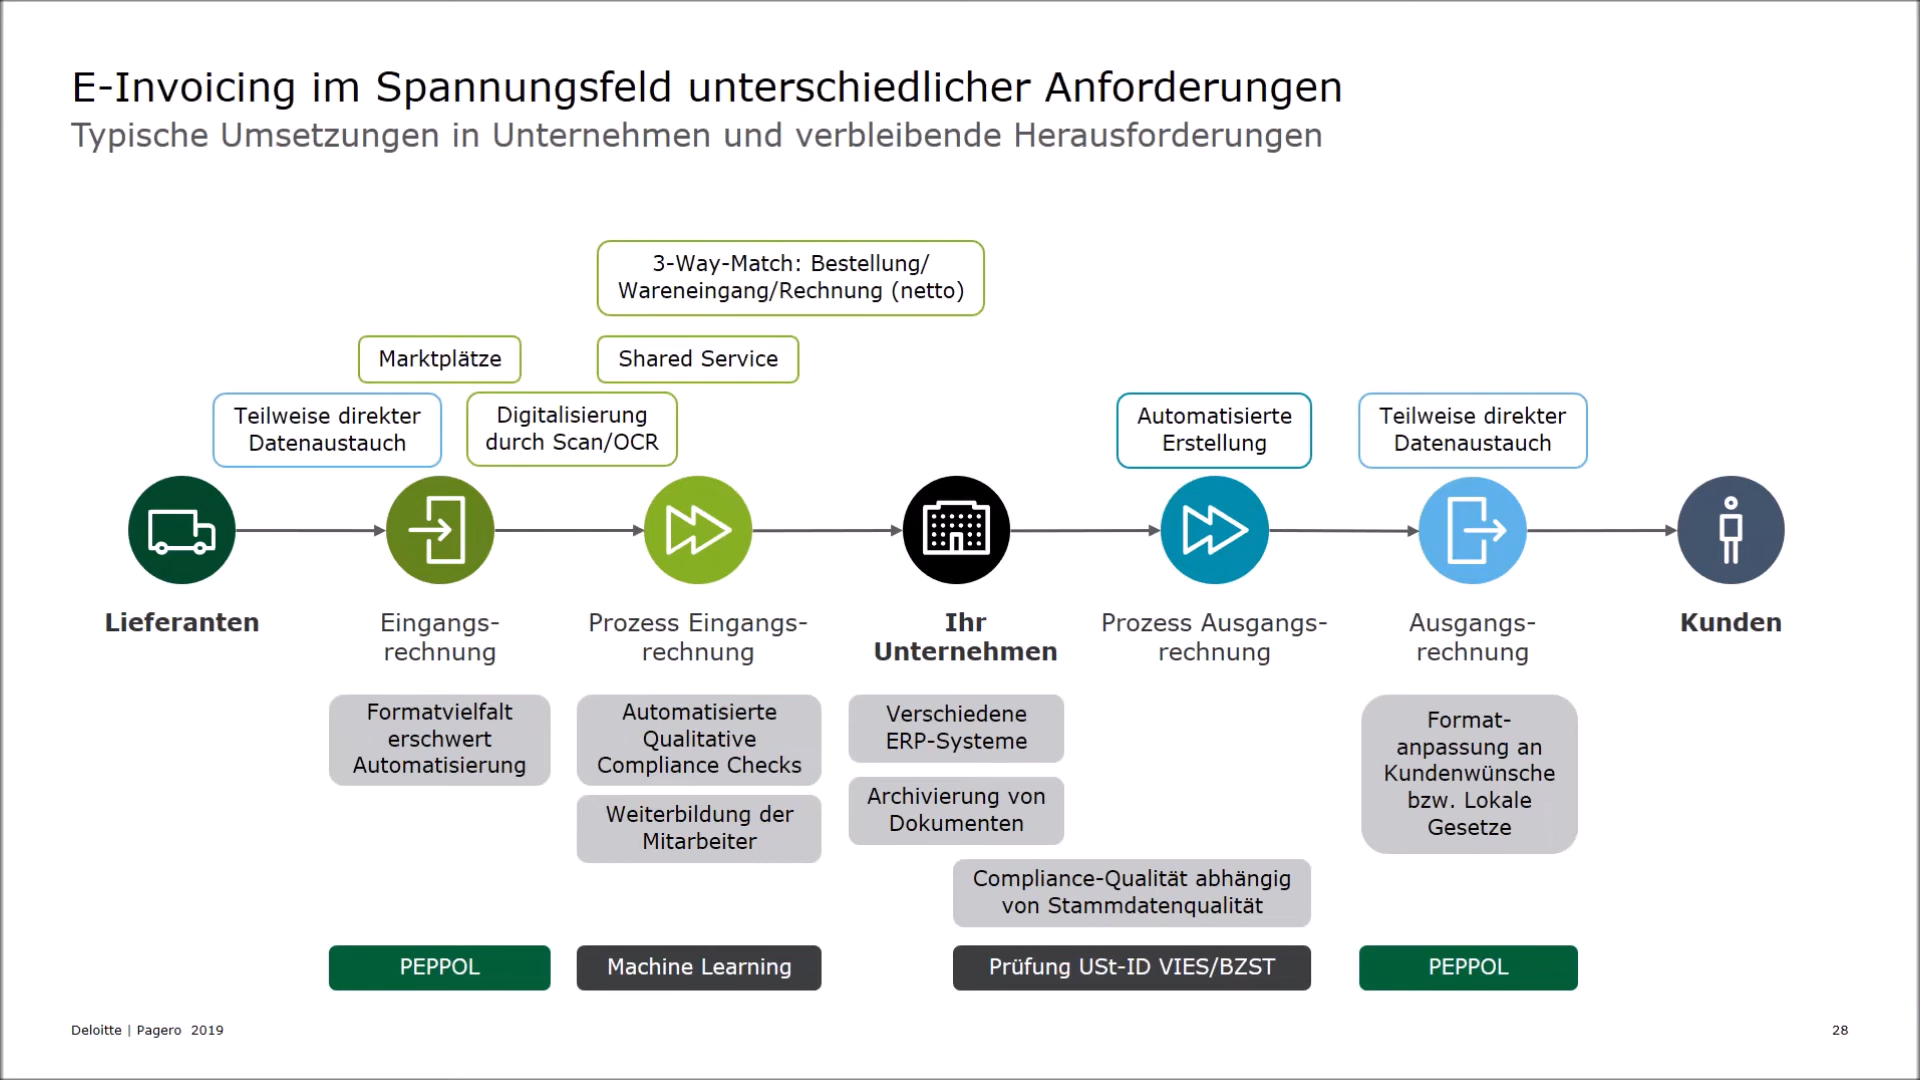 E-Invoicing im Spannungsfeld unterschiedlicher Anforderungen
Typische Umsetzungen in Unternehmen und verbleibende Herausforderungen
3-Way-Match: Bestellung/
Wareneingang/Rechnung (netto)
Marktplätze
Shared Service
Teilweise direkter
Datenaustauch
Digitalisierung
durch Scan/OCR
Automatisierte
Erstellung
Teilweise direkter
Datenaustauch
Lieferanten
Eingangs-
rechnung
Prozess Eingangs-
rechnung
Ihr
Unternehmen
Prozess Ausgangs-
rechnung
Ausgangs-
rechnung
Kunden
Formatvielfalt
erschwert
Automatisierung
Automatisierte
Qualitative
Compliance Checks
Weiterbildung der
Mitarbeiter
Verschiedene
ERP-Systeme
Archivierung von
Dokumenten
Compliance-Qualität abhängig
von Stammdatenqualität
Format-
anpassung an
Kundenwünsche
bzw. Lokale
Gesetze
PEPPOL
Machine Learning
Prüfung USt-ID VIES/BZST
PEPPOL
Deloitte | Pagero 2019
28